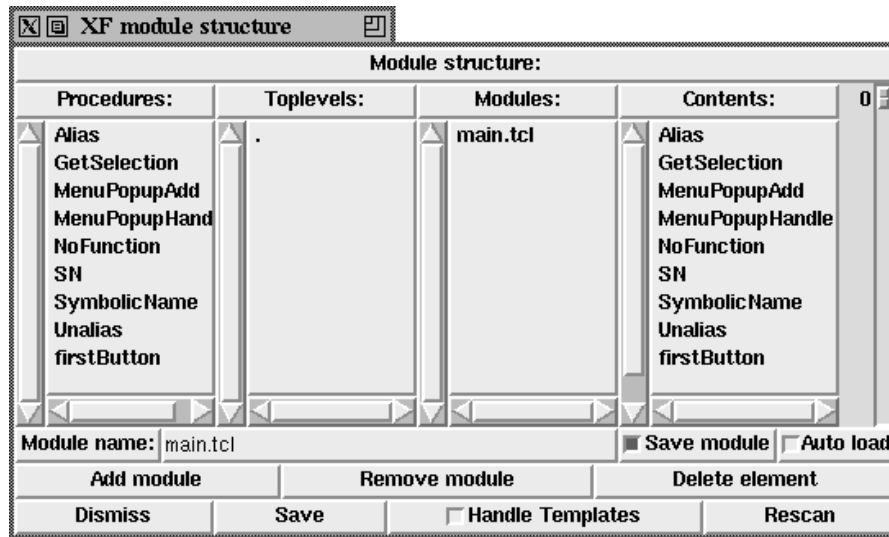 XF module structure
Module structure:
Procedures: Toplevels: Modules: Contents: 0
Alias . main.tcl Alias
GetSelection GetSelection
MenuPopupAdd MenuPopupAdd
MenuPopupHand MenuPopupHandle
NoFunction NoFunction
SN SN
SymbolicName SymbolicName
Unalias Unalias
firstButton firstButton
Module name: main.tcl Save module Auto load
Add module Remove module Delete element
Dismiss Save Handle Templates Rescan